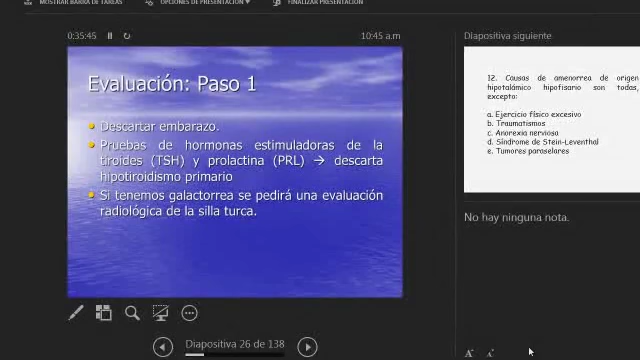 MOSTRAR BARRA DE TAREAS
OPCIONES DE PRESENTACIÓN ▼
FINALIZAR PRESENTACIÓN
0:35:45
10:45 a.m
Evaluación: Paso 1
Descartar embarazo.
Pruebas de hormonas estimuladoras de la
tiroides (TSH) y prolactina (PRL) → descarta
hipotiroidismo primario
Si tenemos galactorrea se pedirá una evaluación
radiológica de la silla turca.
Diapositiva 26 de 138
Diapositiva siguiente
12. Causas de amenorrea de origen
hipotalámico hipofisario son todas,
excepto:
a. Ejercicio físico excesivo
b. Traumatismos
c. Anorexia nerviosa
d. Síndrome de Stein-Leventhal
e. Tumores paraselares
No hay ninguna nota.
A A